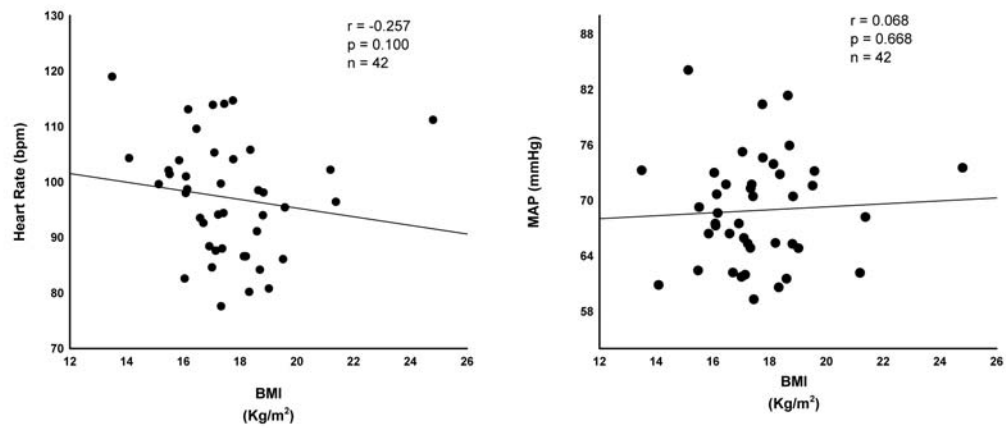 130
120
110
100
90
80
70
Heart Rate (bpm)
r = -0.257
p = 0.100
n = 42
12 14 16 18 20 22 24 26
BMI
(Kg/m²)
88
82
76
70
64
58
MAP (mmHg)
r = 0.068
p = 0.668
n = 42
12 14 16 18 20 22 24 26
BMI
(Kg/m²)